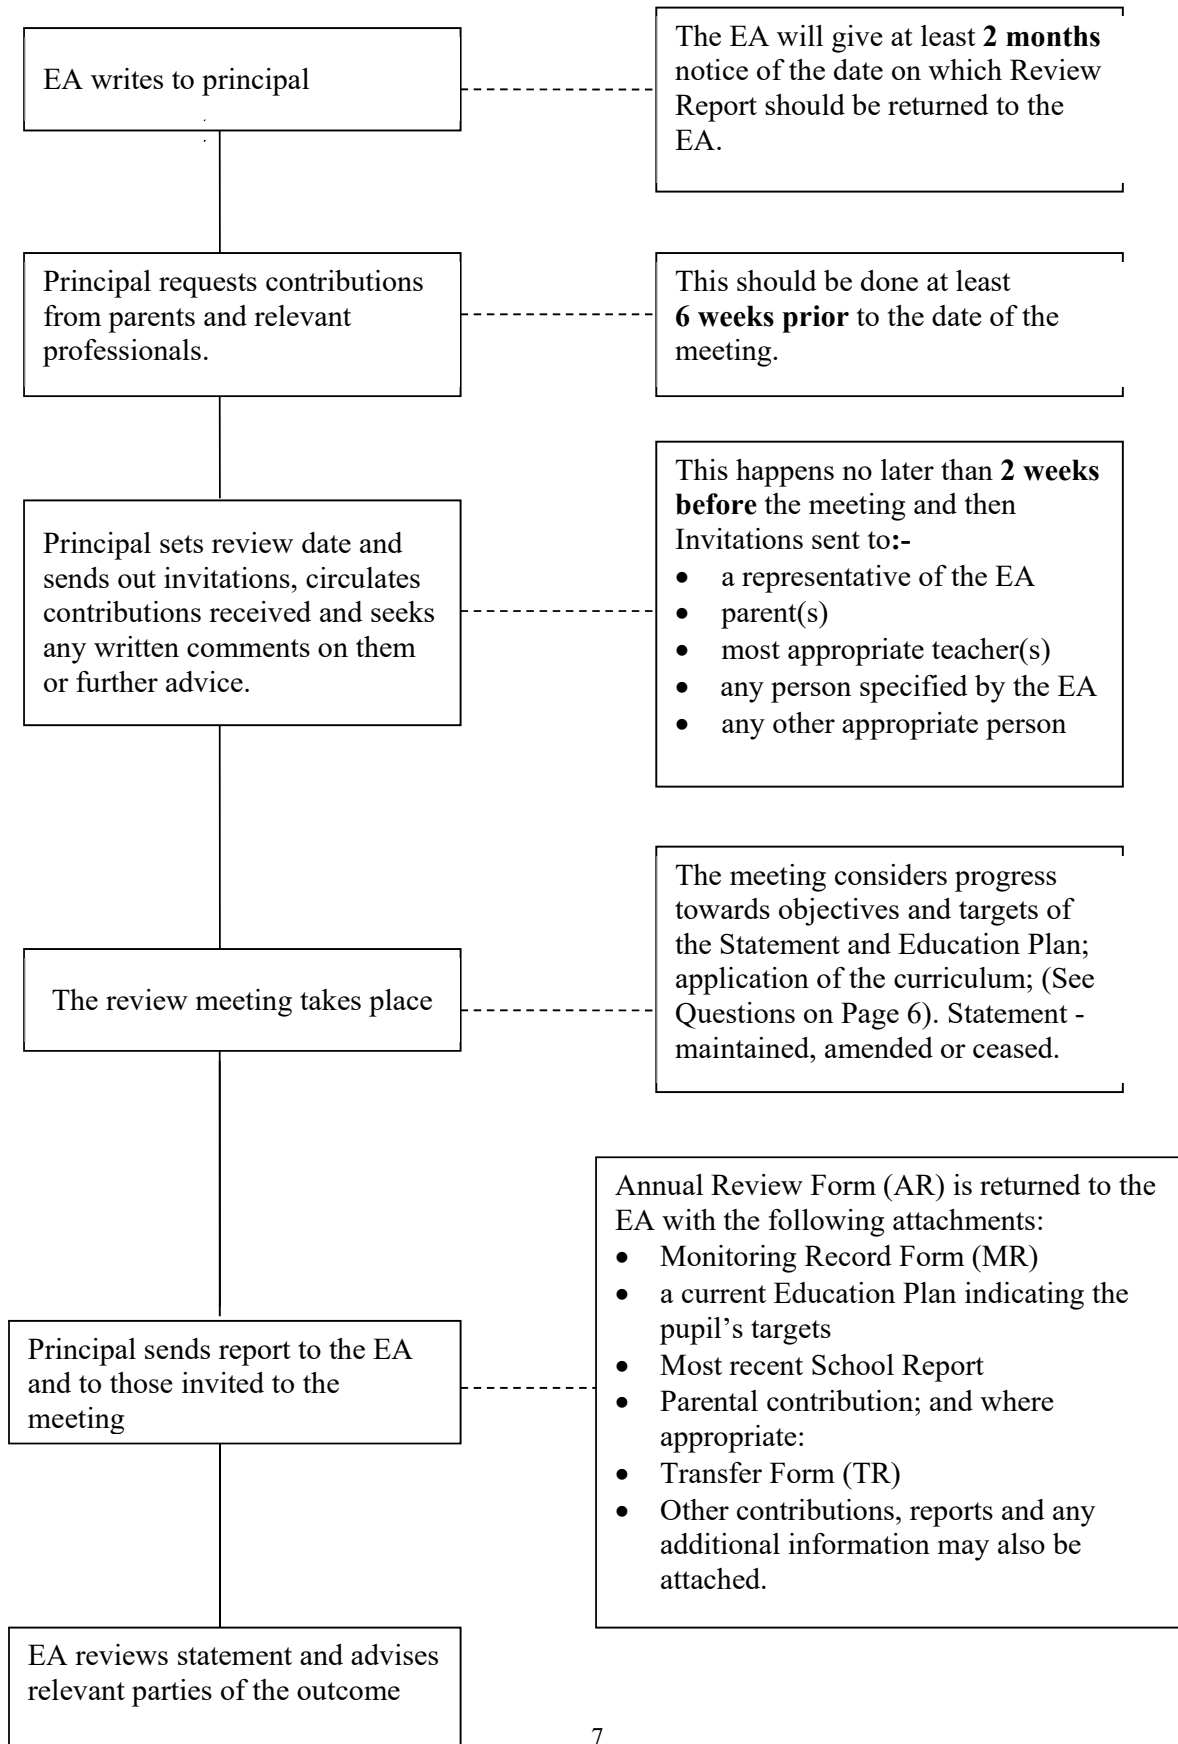 EA writes to principal
The EA will give at least 2 months
notice of the date on which Review
Report should be returned to the
EA.
Principal requests contributions
from parents and relevant
professionals.
This should be done at least
6 weeks prior to the date of the
meeting.
Principal sets review date and
sends out invitations, circulates
contributions received and seeks
any written comments on them
or further advice.
This happens no later than 2 weeks
before the meeting and then
Invitations sent to:-
• a representative of the EA
• parent(s)
• most appropriate teacher(s)
• any person specified by the EA
• any other appropriate person
The review meeting takes place
The meeting considers progress
towards objectives and targets of
the Statement and Education Plan;
application of the curriculum; (See
Questions on Page 6). Statement -
maintained, amended or ceased.
Principal sends report to the EA
and to those invited to the
meeting
Annual Review Form (AR) is returned to the
EA with the following attachments:
• Monitoring Record Form (MR)
• a current Education Plan indicating the
pupil’s targets
• Most recent School Report
• Parental contribution; and where
appropriate:
• Transfer Form (TR)
• Other contributions, reports and any
additional information may also be
attached.
EA reviews statement and advises
relevant parties of the outcome
7